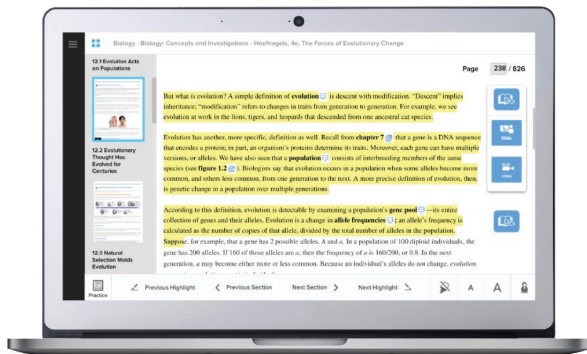 Biology - Biology: Concepts and Investigations - Hoefnagels, 4e, The Forces of Evolutionary Change
12.1 Evolution Acts
on Populations
12.2 Evolutionary
Thought Has
Evolved for
Centuries
12.3 Natural
Selection Molds
Evolution
Page 238 / 826
But what is evolution? A simple definition of evolution is descent with modification. "Descent" implies
inheritance; "modification" refers to changes in traits from generation to generation. For example, we see
evolution at work in the lions, tigers, and leopards that descended from one ancestral cat species.
Evolution has another, more specific, definition as well. Recall from chapter 7 that a gene is a DNA sequence
that encodes a protein; in part, an organism's proteins determine its traits. Moreover, each gene can have multiple
versions, or alleles. We have also seen that a population consists of interbreeding members of the same
species (see figure 1.2). Biologists say that evolution occurs in a population when some alleles become more
common, and others less common, from one generation to the next. A more precise definition of evolution, then,
is genetic change in a population over multiple generations.
According to this definition, evolution is detectable by examining a population's gene pool —its entire
collection of genes and their alleles. Evolution is a change in allele frequencies ; an allele's frequency is
calculated as the number of copies of that allele, divided by the total number of alleles in the population.
Suppose, for example, that a gene has 2 possible alleles, A and a. In a population of 100 diploid individuals, the
gene has 200 alleles. If 160 of those alleles are a, then the frequency of a is 160/200, or 0.8. In the next
generation, a may become either more or less common. Because an individual's alleles do not change, evolution
Slide
Video
Practice
Previous Highlight
Previous Section
Next Section
Next Highlight
A
A